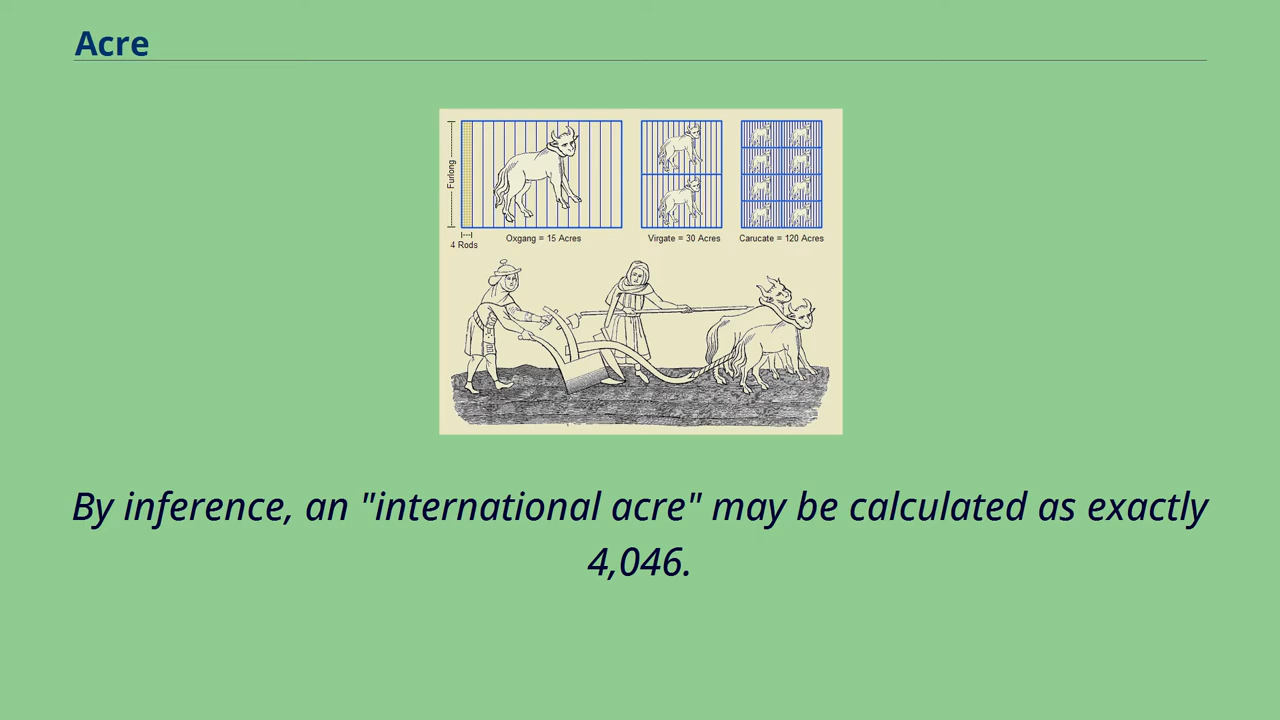 Acre
Furlong
4 Rods
Oxgang = 15 Acres
Virgate = 30 Acres
Carucate = 120 Acres
By inference, an "international acre" may be calculated as exactly
4,046.